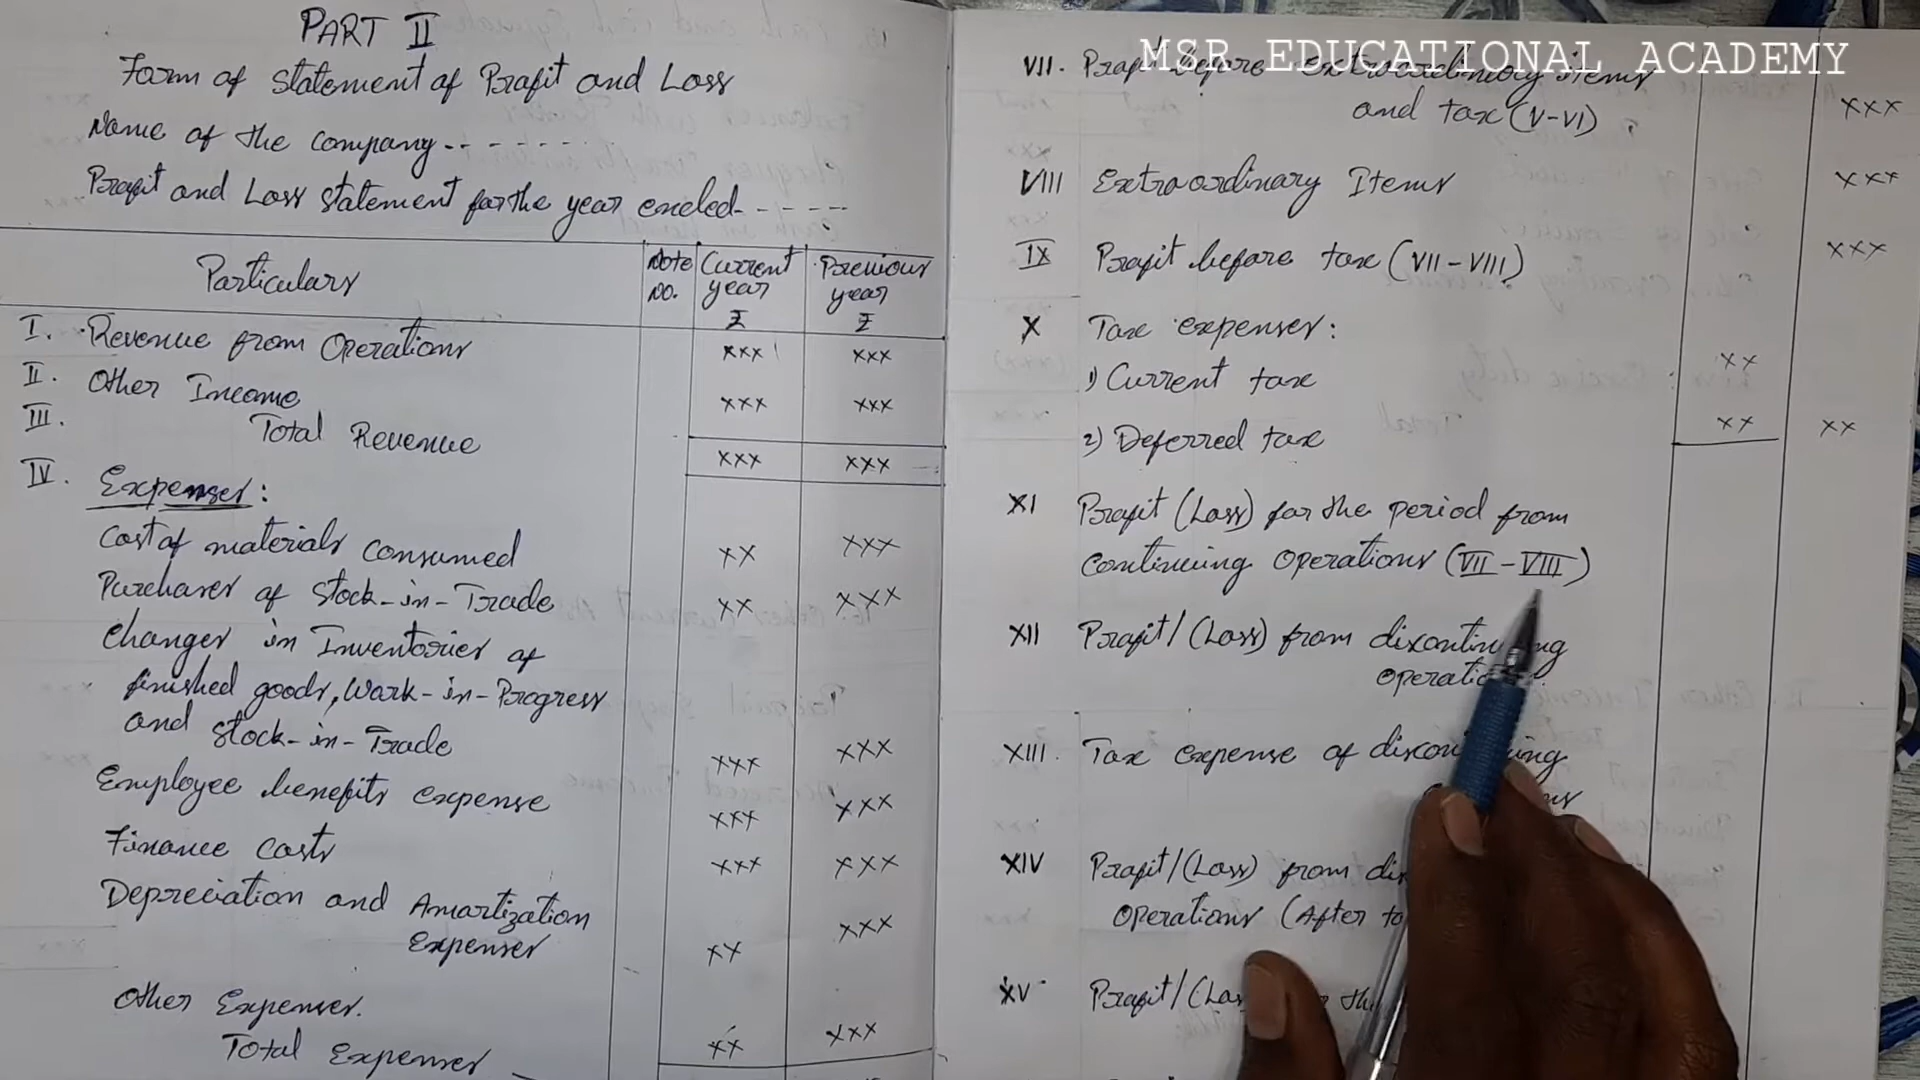 PART II
Form of Statement of Profit and Loss
Name of the Company - - - - - - - -
Profit and Loss Statement for the year ended - - - - -
Particulars
Note No.
Current year ₹
Previous year ₹
I. Revenue from Operations xxx xxx
II. Other Income xxx xxx
III. Total Revenue xxx xxx
IV. Expenses:
Cost of materials consumed xx xxx
Purchases of Stock-in-Trade xx xxx
Changes in Inventories of
finished goods, Work-in-Progress
and Stock-in-Trade xxx xxx
Employee benefits expense xxx xxx
Finance Costs xxx xxx
Depreciation and Amortization
Expenses xx xxx
Other Expenses. xx xxx
Total Expenses
MSR EDUCATIONAL ACADEMY
VII. Profit before extraordinary items
and tax (V-VI) xxx
VIII Extraordinary Items xxx
IX Profit before tax (VII-VIII) xxx
X Tax expenses:
1) Current tax xx
2) Deferred tax xx xx
XI Profit (Loss) for the period from
Continuing Operations (VII-VIII)
XII Profit/(Loss) from discontinuing
XIII. Tax expense of
XIV Profit/(Loss) from
Operations (After
XV Profit/